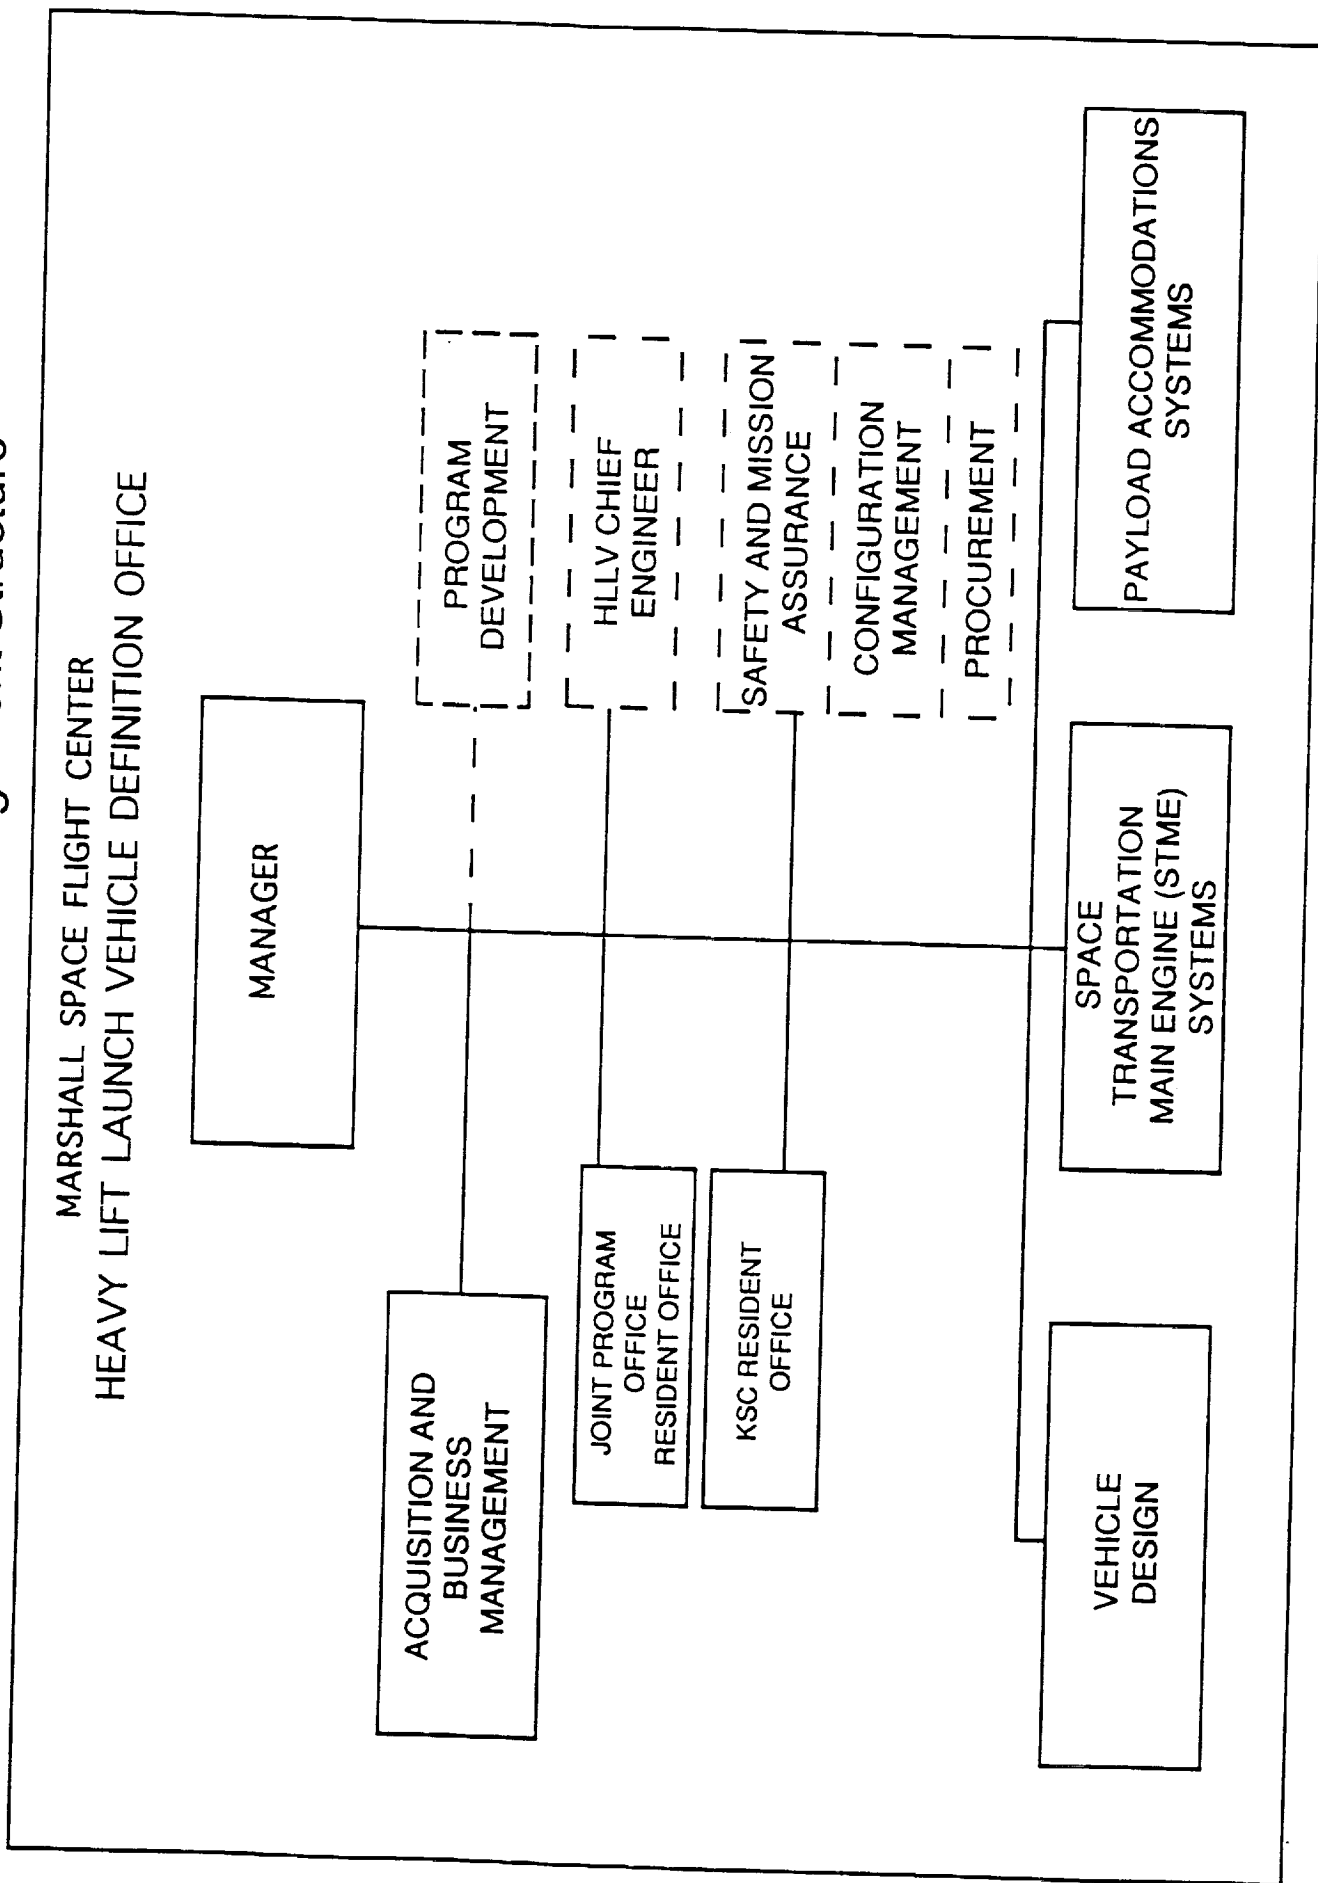 MARSHALL SPACE FLIGHT CENTER
HEAVY LIFT LAUNCH VEHICLE DEFINITION OFFICE
MANAGER
ACQUISITION AND
BUSINESS
MANAGEMENT
PROGRAM
DEVELOPMENT
JOINT PROGRAM
OFFICE
RESIDENT OFFICE
HLLV CHIEF
ENGINEER
KSC RESIDENT
OFFICE
SAFETY AND MISSION
ASSURANCE
CONFIGURATION
MANAGEMENT
PROCUREMENT
VEHICLE
DESIGN
SPACE
TRANSPORTATION
MAIN ENGINE (STME)
SYSTEMS
PAYLOAD ACCOMMODATIONS
SYSTEMS